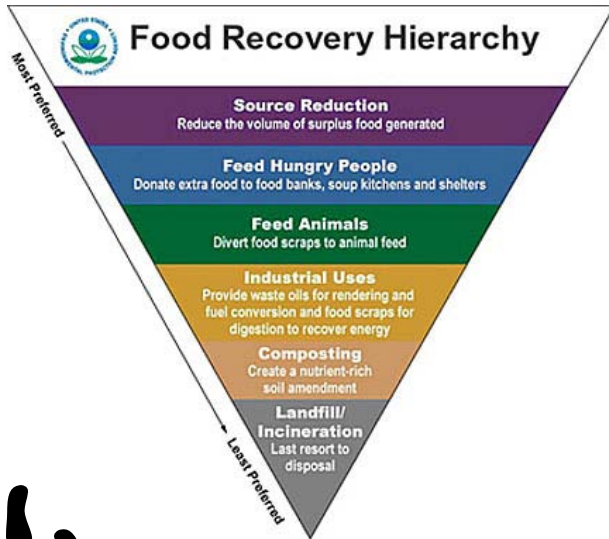 Food Recovery Hierarchy
Most Preferred
Source Reduction
Reduce the volume of surplus food generated
Feed Hungry People
Donate extra food to food banks, soup kitchens and shelters
Feed Animals
Divert food scraps to animal feed
Industrial Uses
Provide waste oils for rendering and
fuel conversion and food scraps for
digestion to recover energy
Composting
Create a nutrient-rich
soil amendment
Landfill/
Incineration
Last resort to
disposal
Least Preferred